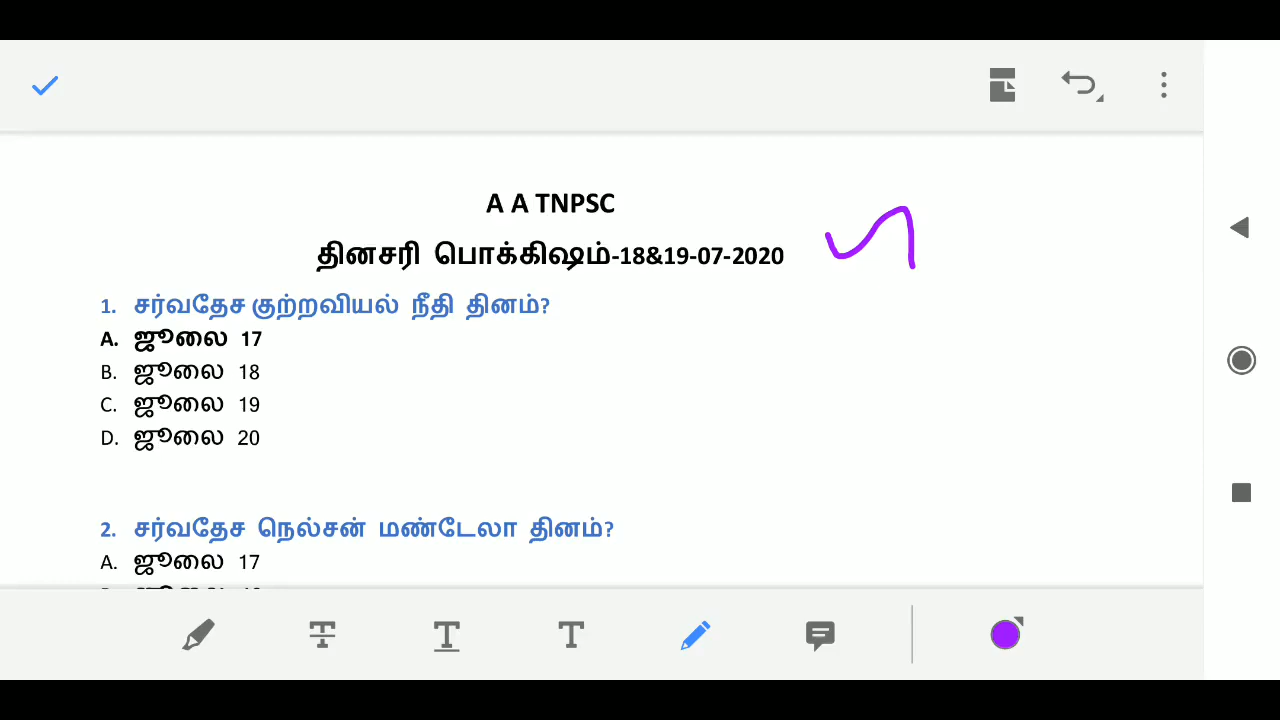 A A TNPSC
தினசரி பொக்கிஷம்-18&19-07-2020
1. சர்வதேச குற்றவியல் நீதி தினம்?
A. ஜூலை 17
B. ஜூலை 18
C. ஜூலை 19
D. ஜூலை 20
2. சர்வதேச நெல்சன் மண்டேலா தினம்?
A. ஜூலை 17